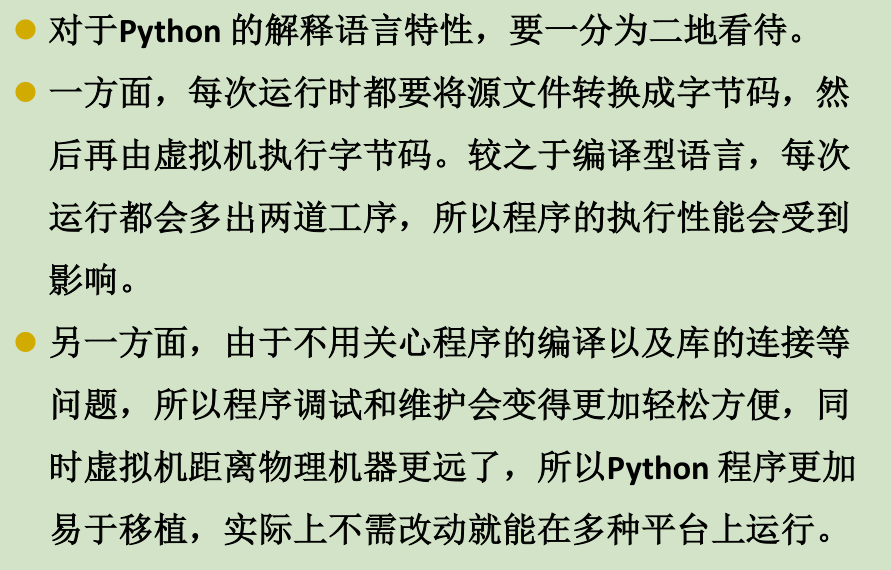 对于Python 的解释语言特性，要一分为二地看待。
一方面，每次运行时都要将源文件转换成字节码，然
后再由虚拟机执行字节码。较之于编译型语言，每次
运行都会多出两道工序，所以程序的执行性能会受到
影响。
另一方面，由于不用关心程序的编译以及库的连接等
问题，所以程序调试和维护会变得更加轻松方便，同
时虚拟机距离物理机器更远了，所以Python 程序更加
易于移植，实际上不需改动就能在多种平台上运行。